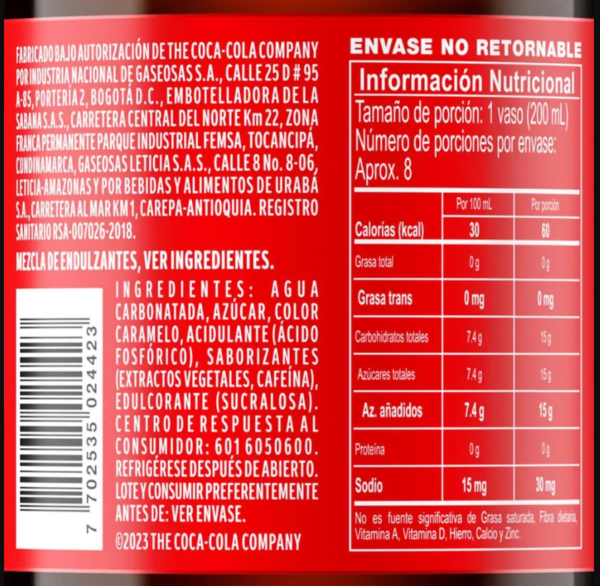 FABRICADO BAJO AUTORIZACIÓN DE THE COCA-COLA COMPANY
POR INDUSTRIA NACIONAL DE GASEOSAS S.A., CALLE 25 D # 95
A-85, PORTERÍA 2, BOGOTÁ D.C., EMBOTELLADORA DE LA
SABANA S.A.S., CARRETERA CENTRAL DEL NORTE Km 22, ZONA
FRANCA PERMANENTE PARQUE INDUSTRIAL FEMSA, TOCANCIPÁ,
CUNDINAMARCA, GASEOSAS LETICIA S.A.S., CALLE 8 No. 8-06,
LETICIA-AMAZONAS Y POR BEBIDAS Y ALIMENTOS DE URABÁ
S.A., CARRETERA AL MAR KM 1, CAREPA-ANTIOQUIA. REGISTRO
SANITARIO RSA-007026-2018.
MEZCLA DE ENDULZANTES, VER INGREDIENTES.
INGREDIENTES: AGUA
CARBONATADA, AZÚCAR, COLOR
CARAMELO, ACIDULANTE (ÁCIDO
FOSFÓRICO), SABORIZANTES
(EXTRACTOS VEGETALES, CAFEÍNA),
EDULCORANTE (SUCRALOSA).
CENTRO DE RESPUESTA AL
CONSUMIDOR: 601 6050600.
REFRIGÉRESE DESPUÉS DE ABIERTO.
LOTE Y CONSUMIR PREFERENTEMENTE
ANTES DE: VER ENVASE.
©2023 THE COCA-COLA COMPANY
7 702535 024423
ENVASE NO RETORNABLE
Información Nutricional
Tamaño de porción: 1 vaso (200 mL)
Número de porciones por envase:
Aprox. 8
Por 100 mL Por porción
Calorías (kcal) 30 60
Grasa total 0 g 0 g
Grasa trans 0 mg 0 mg
Carbohidratos totales 7.4 g 15 g
Azúcares totales 7.4 g 15 g
Az. añadidos 7.4 g 15 g
Proteína 0 g 0 g
Sodio 15 mg 30 mg
No es fuente significativa de Grasa saturada, Fibra dietaria,
Vitamina A, Vitamina D, Hierro, Calcio y Zinc.